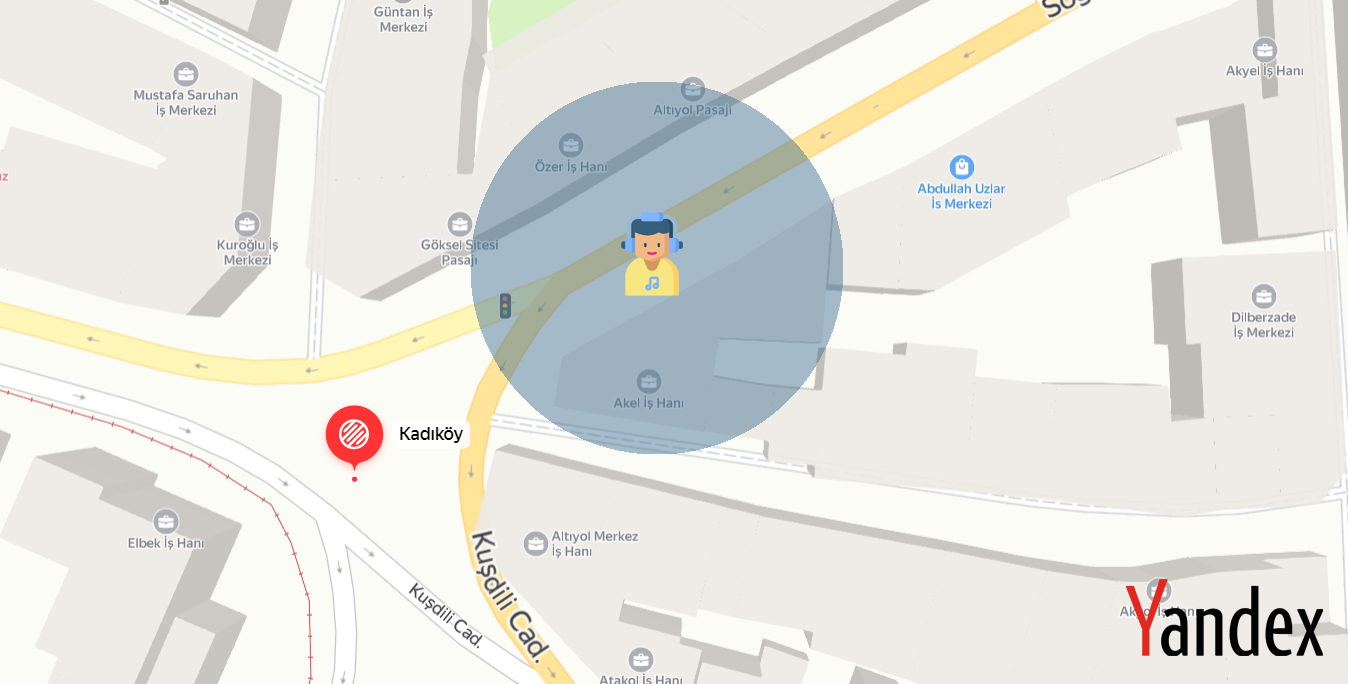 Güntan İş
Merkezi
Soğ
Akyel İş Hanı
Mustafa Saruhan
İş Merkezi
Altıyol Pasajı
Özer İş Hanı
Abdullah Uzlar
İş Merkezi
Kuroğlu İş
Merkezi
Göksel Sitesi
Pasajı
Dilberzade
İş Merkezi
Akel İş Hanı
Kadıköy
Elbek İş Hanı
Altıyol Merkez
İş Hanı
Kuşdili Cad.
Kuşdili Cad.
Yandex
Atakol İş Hanı